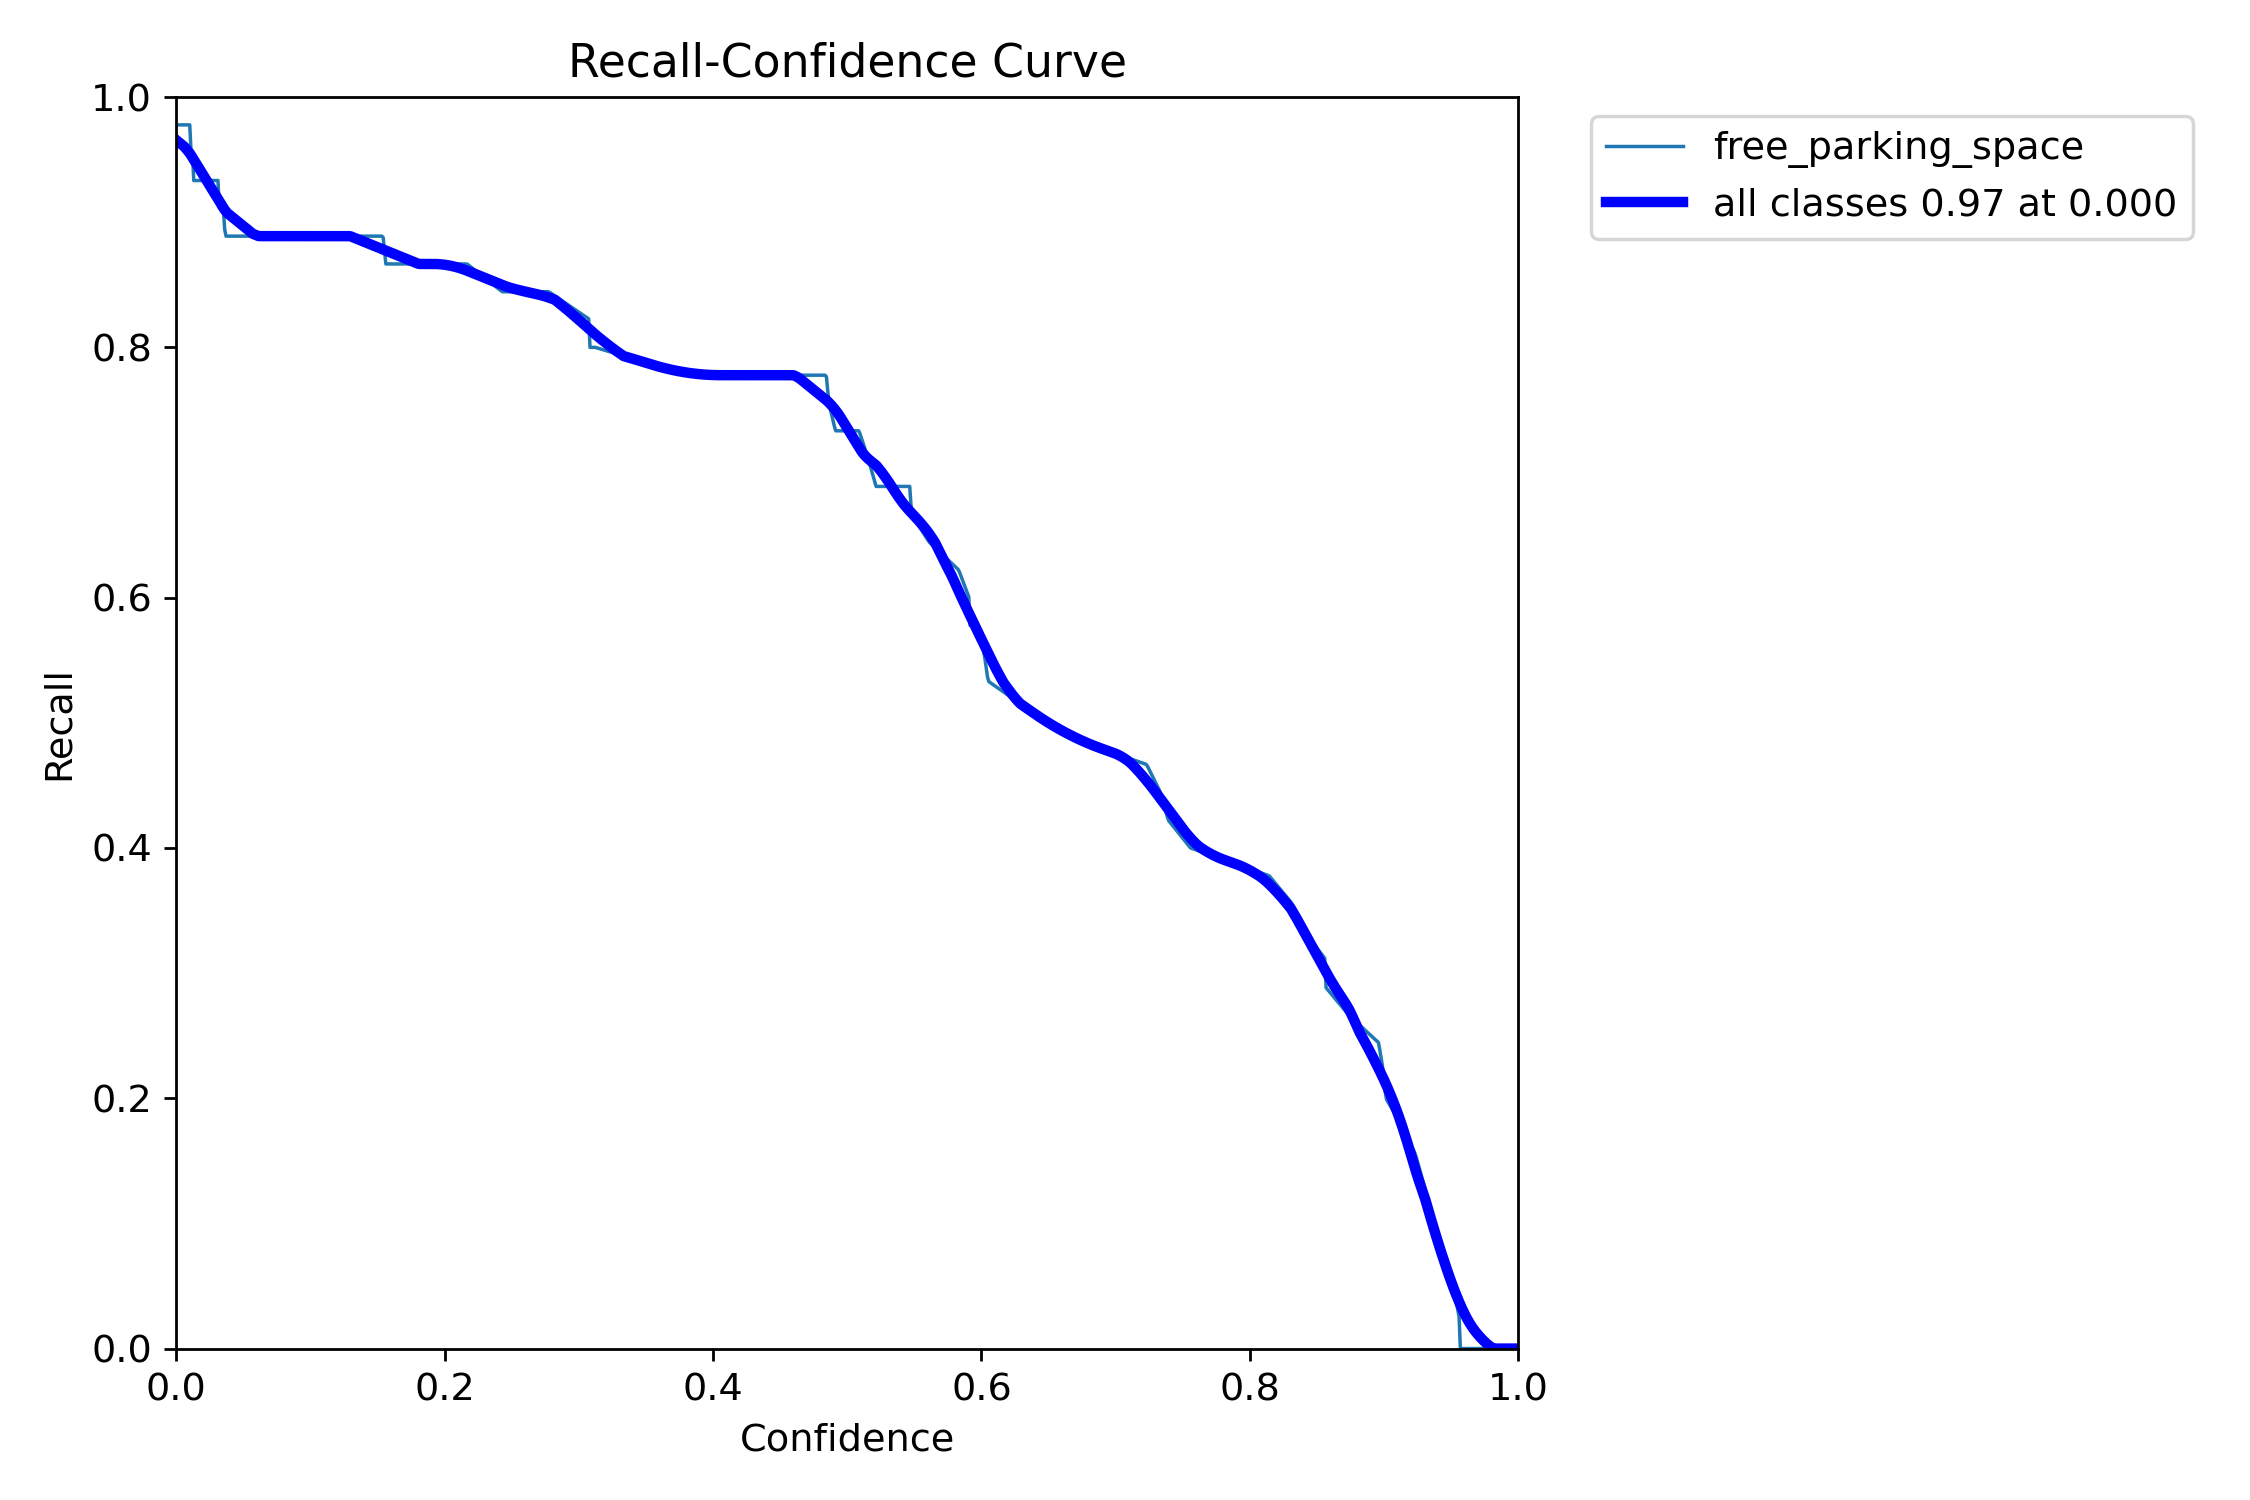 Recall-Confidence Curve
1.0
0.8
0.6
0.4
0.2
0.0
Recall
0.0 0.2 0.4 0.6 0.8 1.0
Confidence
free_parking_space
all classes 0.97 at 0.000